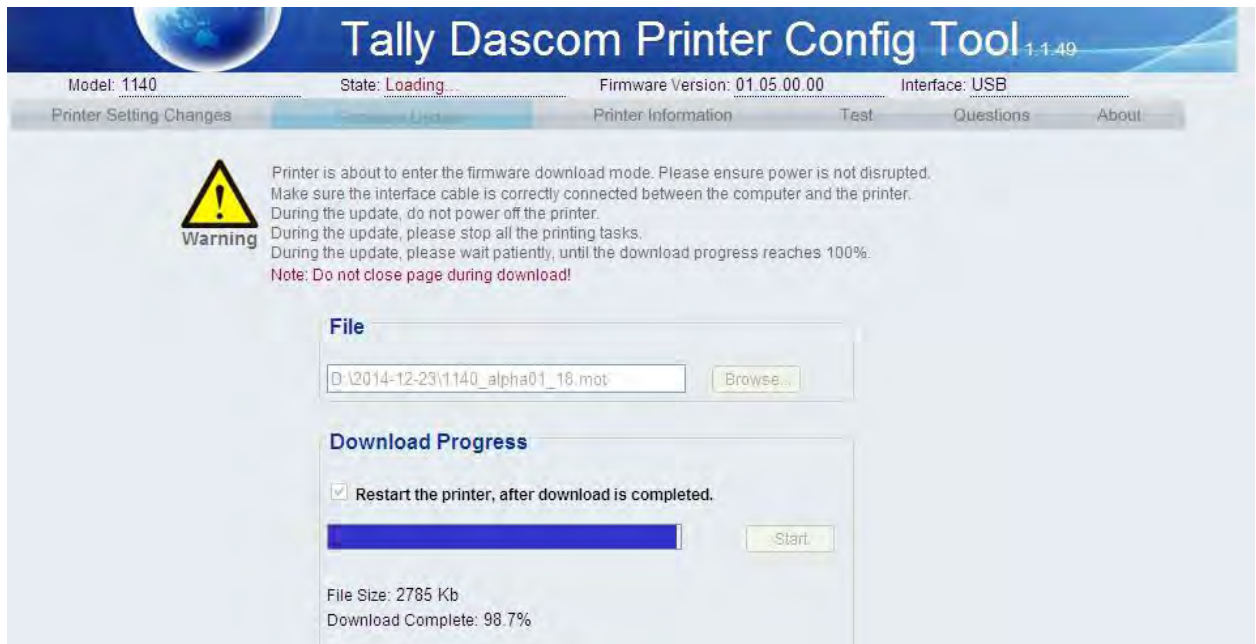 Tally Dascom Printer Config Tool 1.1.49
Model: 1140 State: Loading... Firmware Version: 01.05.00.00 Interface: USB
Printer Setting Changes Firmware Update Printer Information Test Questions About
Printer is about to enter the firmware download mode. Please ensure power is not disrupted.
Make sure the interface cable is correctly connected between the computer and the printer.
During the update, do not power off the printer.
Warning During the update, please stop all the printing tasks.
During the update, please wait patiently, until the download progress reaches 100%.
Note: Do not close page during download!
File
D:\2014-12-23\1140_alpha01_18.mot Browse...
Download Progress
Restart the printer, after download is completed.
Start
File Size: 2785 Kb
Download Complete: 98.7%